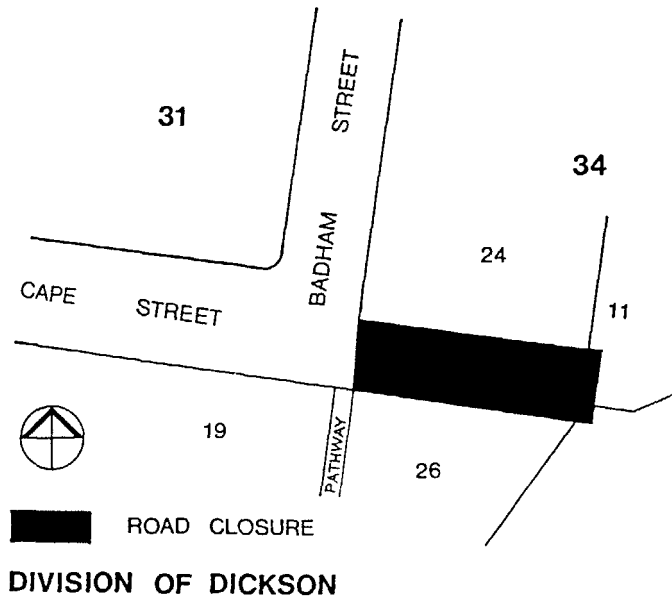 31
STREET
34
BADHAM
24
CAPE STREET
11
19
PATHWAY
26
ROAD CLOSURE
DIVISION OF DICKSON